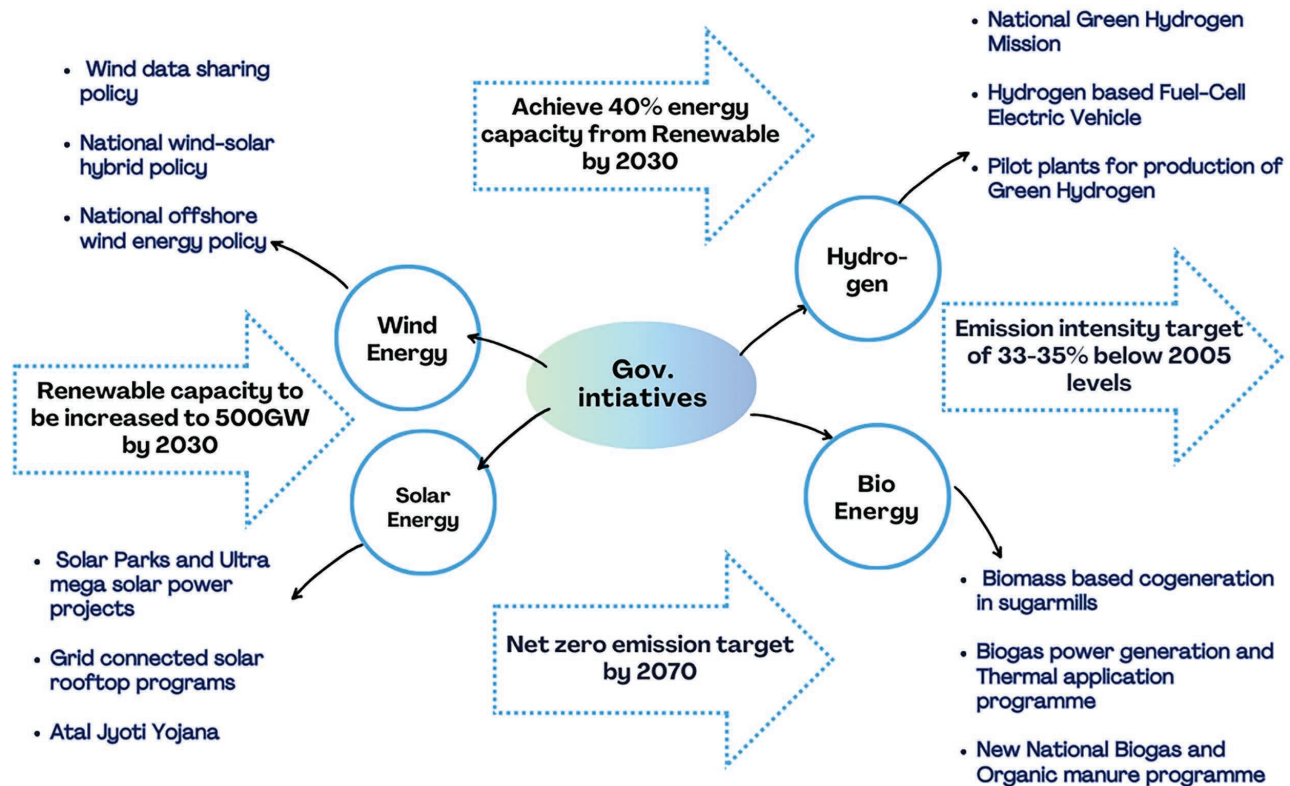 • Wind data sharing
policy
• National wind-solar
hybrid policy
• National offshore
wind energy policy
Achieve 40% energy
capacity from Renewable
by 2030
• National Green Hydrogen
Mission
• Hydrogen based Fuel-Cell
Electric Vehicle
• Pilot plants for production of
Green Hydrogen
Wind
Energy
Hydro-
gen
Renewable capacity to
be increased to 500GW
by 2030
Gov.
intiatives
Emission intensity target
of 33-35% below 2005
levels
Solar
Energy
Bio
Energy
• Solar Parks and Ultra
mega solar power
projects
• Grid connected solar
rooftop programs
• Atal Jyoti Yojana
Net zero emission target
by 2070
• Biomass based cogeneration
in sugarmills
• Biogas power generation and
Thermal application
programme
• New National Biogas and
Organic manure programme